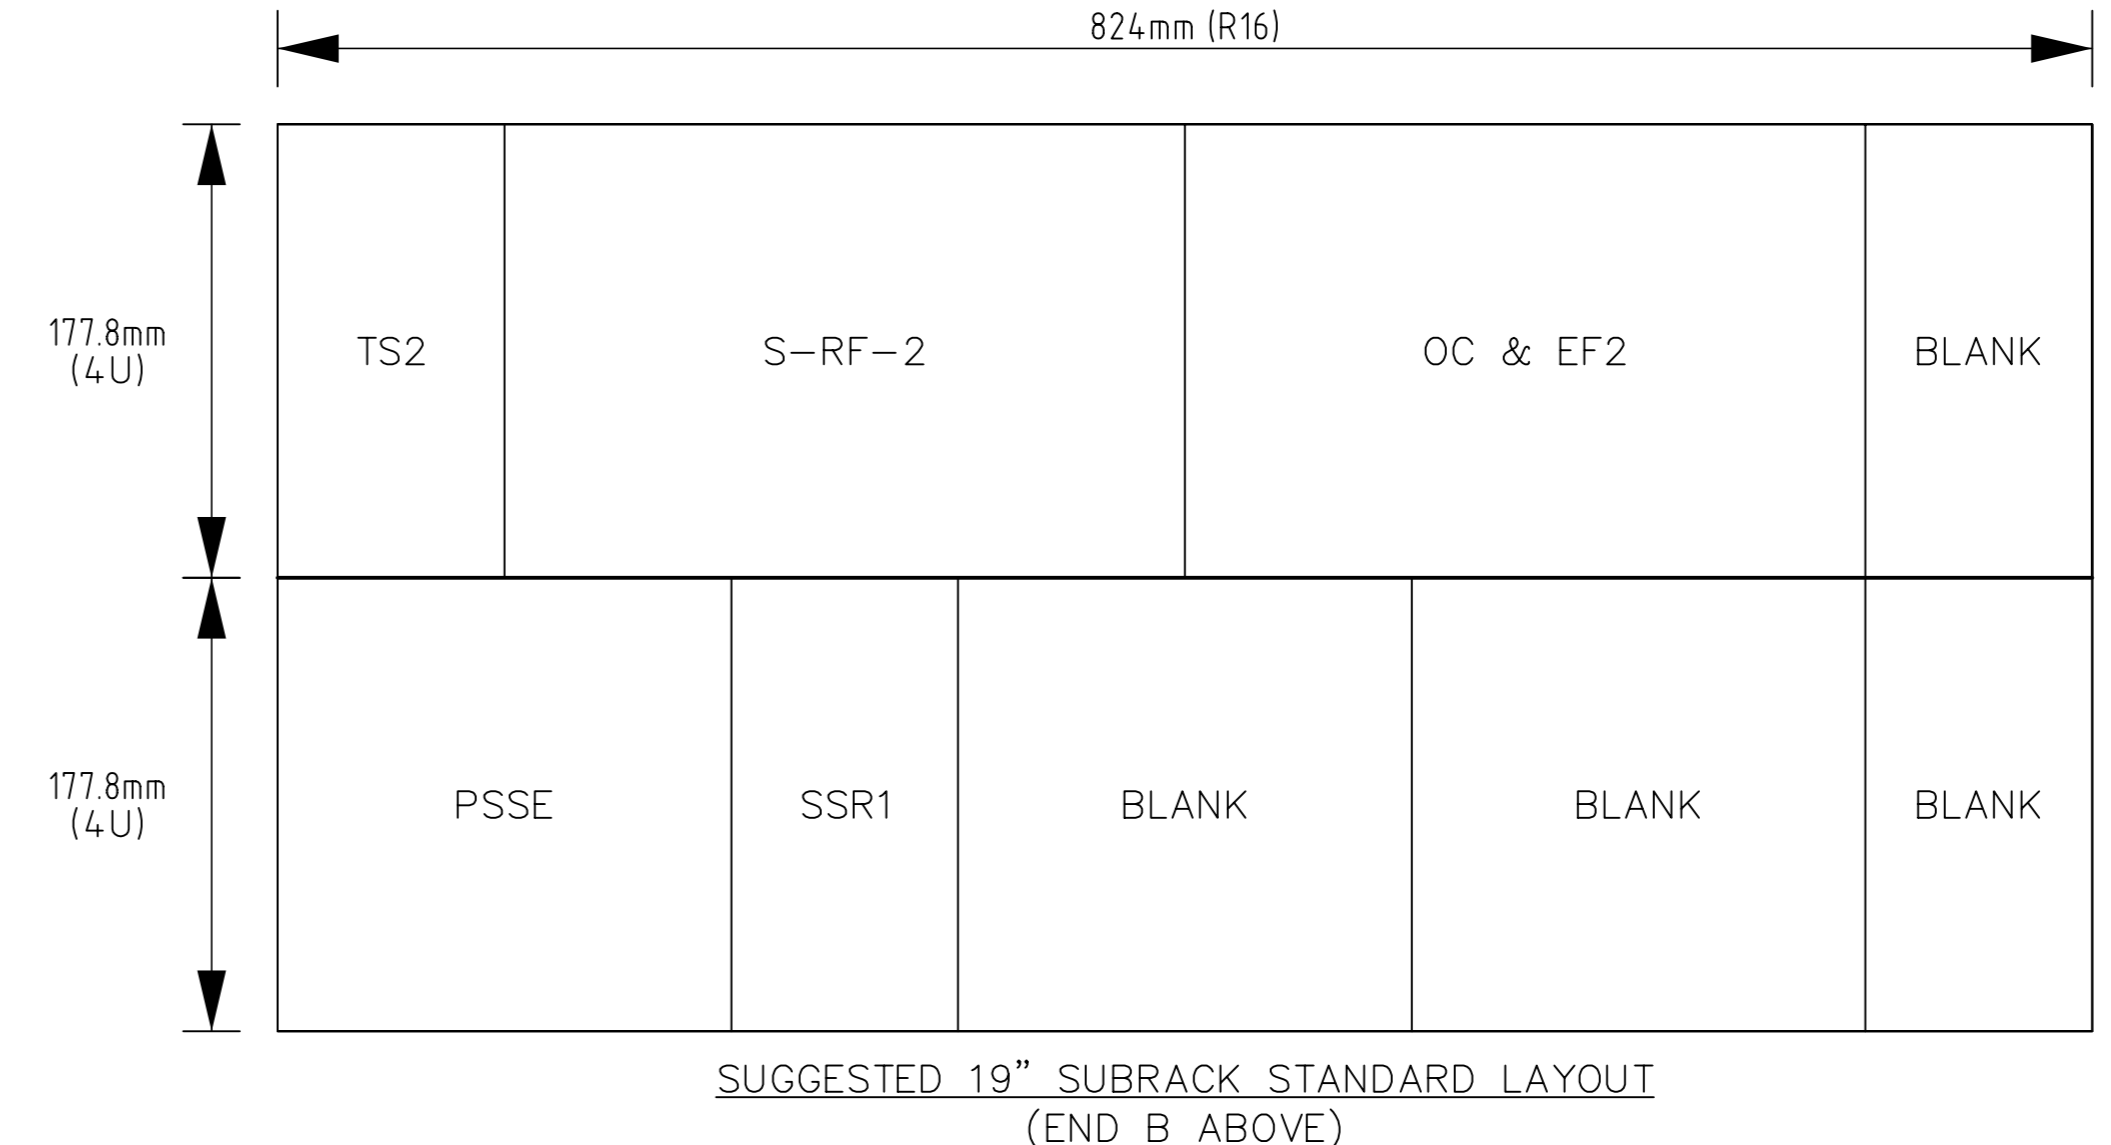 824mm (R16)
177.8mm
(4U)
TS2
S-RF-2
OC & EF2
BLANK
177.8mm
(4U)
PSSE
SSR1
BLANK
BLANK
BLANK
SUGGESTED 19” SUBRACK STANDARD LAYOUT
(END B ABOVE)